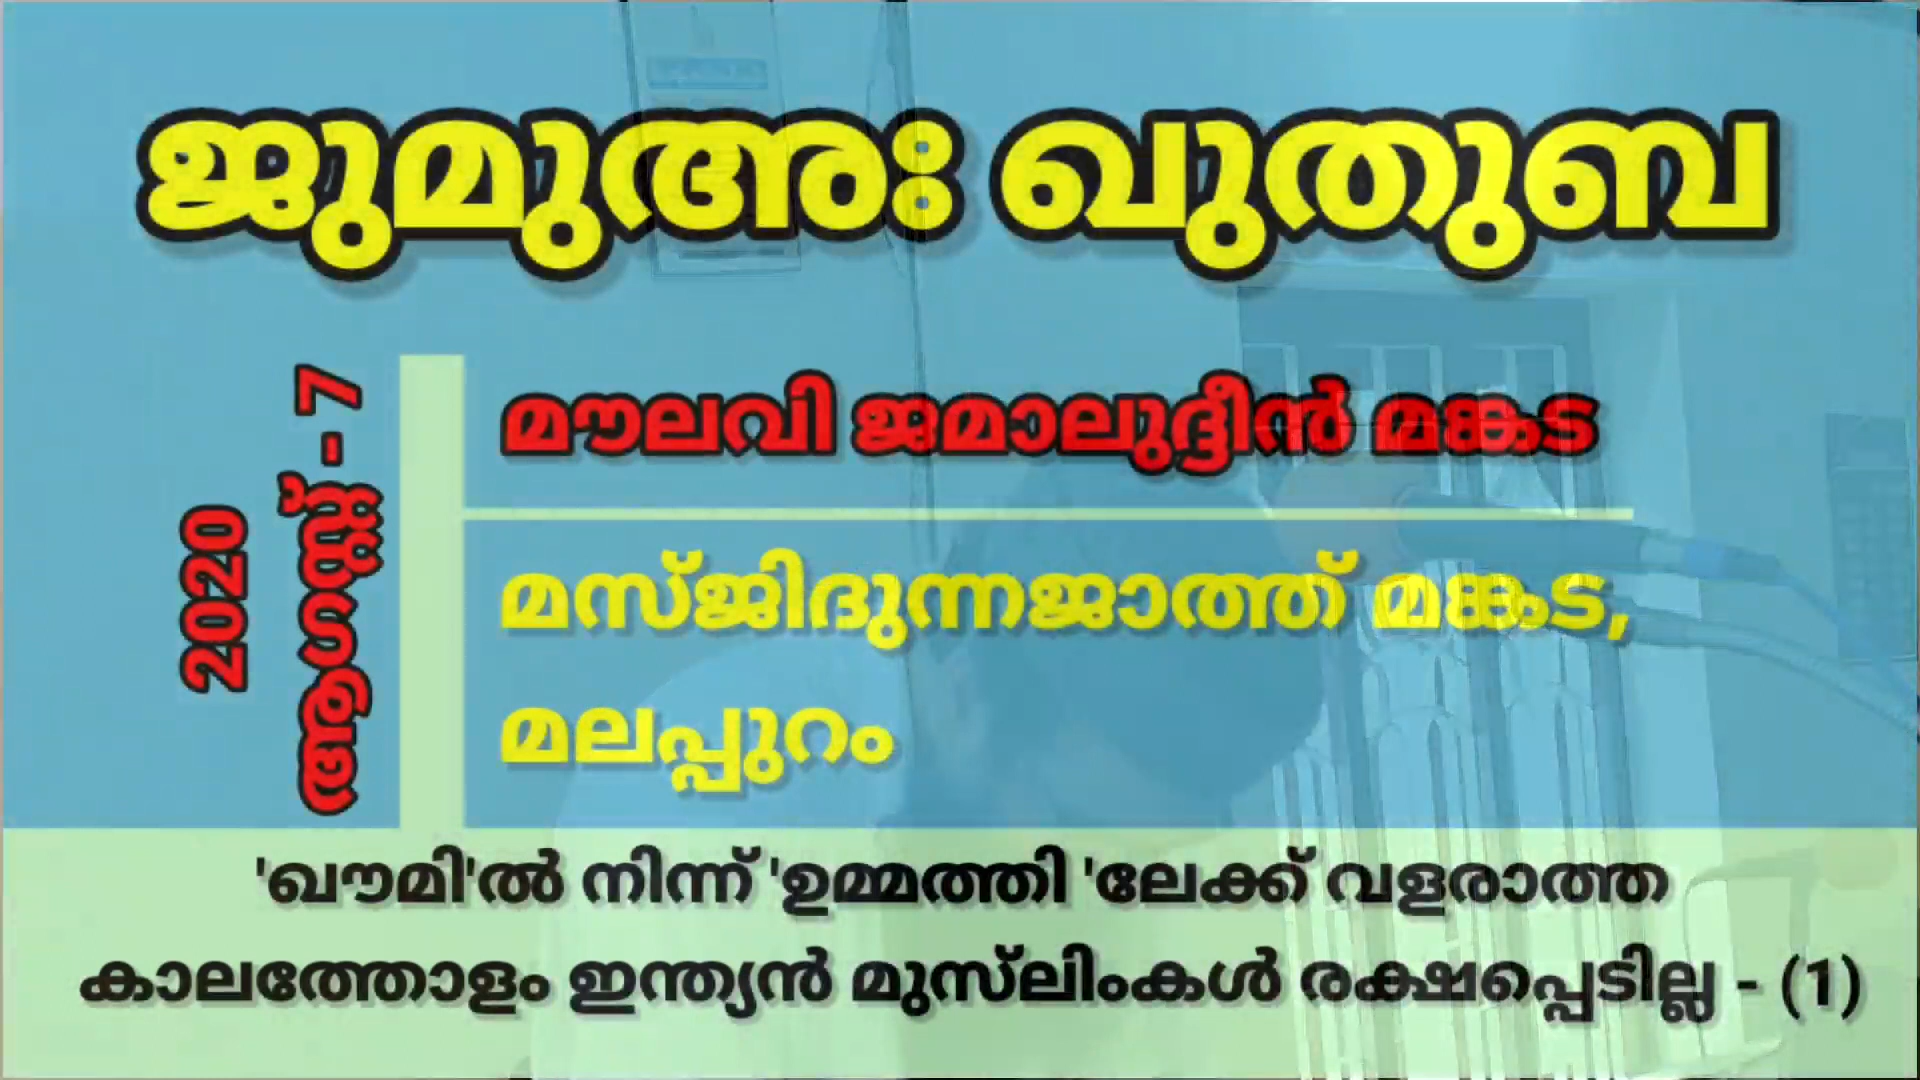 ജുമുഅഃ ഖുതുബ
2020
ആഗസ്റ്റ് - 7
മൗലവി ജമാലുദ്ദീൻ മങ്കട
മസ്ജിദുന്നജാത്ത് മങ്കട,
മലപ്പുറം
'ഖൗമി'ൽ നിന്ന് 'ഉമ്മത്തി 'ലേക്ക് വളരാത്ത
കാലത്തോളം ഇന്ത്യൻ മുസ്‌ലിംകൾ രക്ഷപ്പെടില്ല - (1)